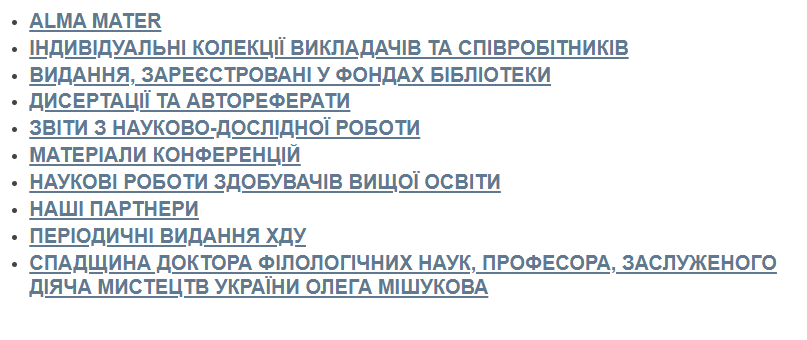 ALMA MATER
ІНДИВІДУАЛЬНІ КОЛЕКЦІЇ ВИКЛАДАЧІВ ТА СПІВРОБІТНИКІВ
ВИДАННЯ, ЗАРЕЄСТРОВАНІ У ФОНДАХ БІБЛІОТЕКИ
ДИСЕРТАЦІЇ ТА АВТОРЕФЕРАТИ
ЗВІТИ З НАУКОВО-ДОСЛІДНОЇ РОБОТИ
МАТЕРІАЛИ КОНФЕРЕНЦІЙ
НАУКОВІ РОБОТИ ЗДОБУВАЧІВ ВИЩОЇ ОСВІТИ
НАШІ ПАРТНЕРИ
ПЕРІОДИЧНІ ВИДАННЯ ХДУ
СПАДЩИНА ДОКТОРА ФІЛОЛОГІЧНИХ НАУК, ПРОФЕСОРА, ЗАСЛУЖЕНОГО
ДІЯЧА МИСТЕЦТВ УКРАЇНИ ОЛЕГА МІШУКОВА